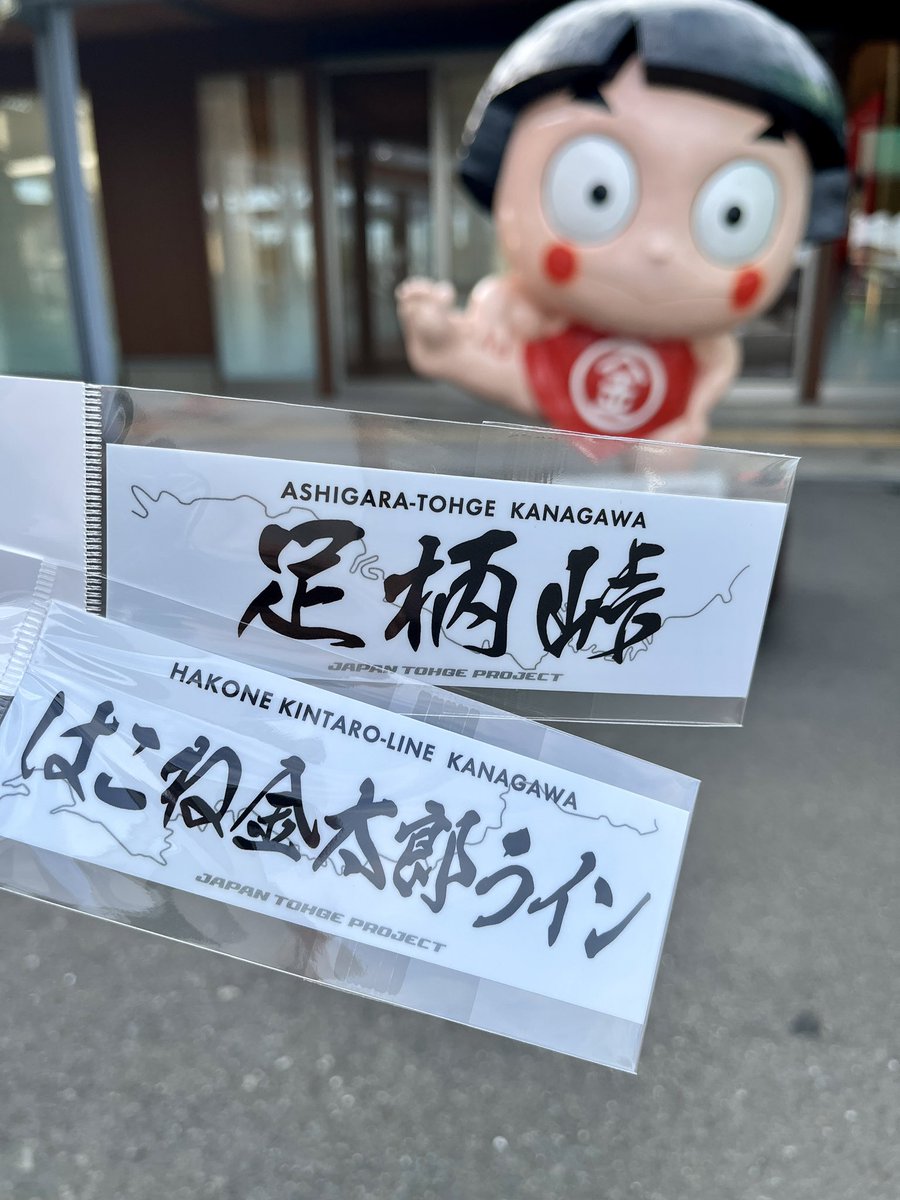 金
ASHIGARA-TOHGE KANAGAWA
足柄峠
JAPAN TOHGE PROJECT
HAKONE KINTARO-LINE KANAGAWA
はこね金太郎ライン
JAPAN TOHGE PROJECT